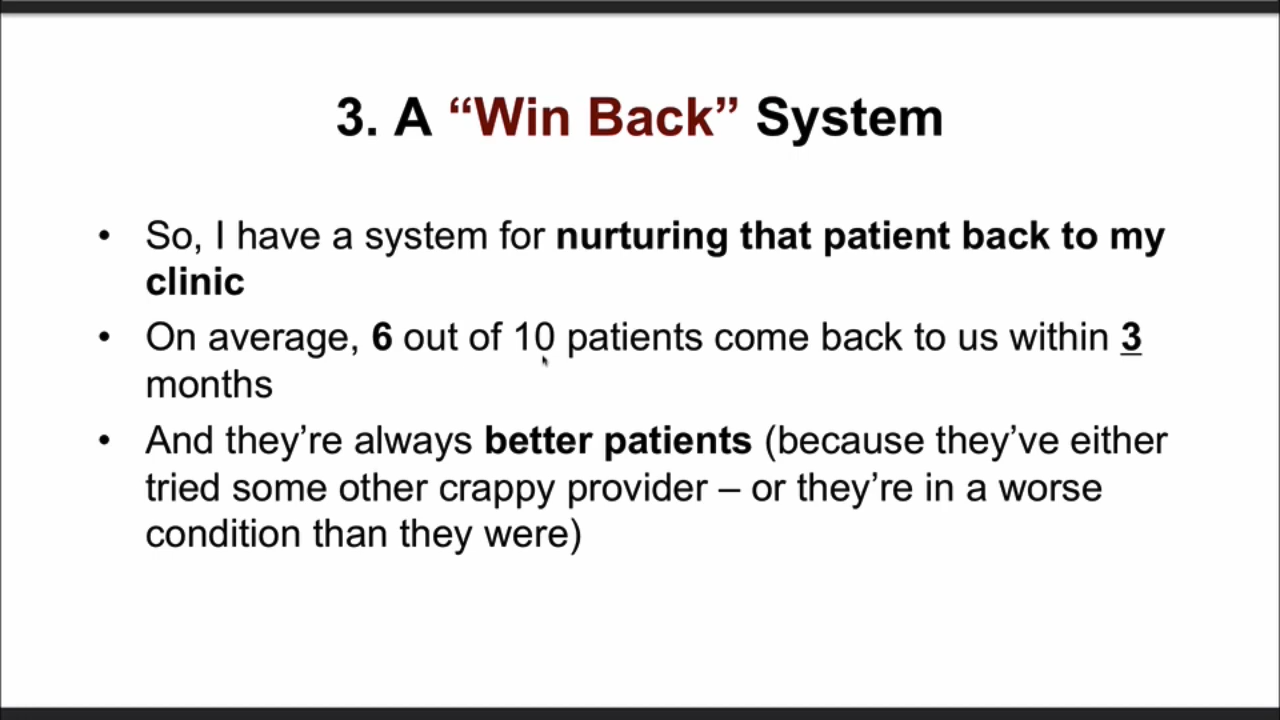 3. A “Win Back” System
• So, I have a system for nurturing that patient back to my
clinic
• On average, 6 out of 10 patients come back to us within 3
months
• And they’re always better patients (because they’ve either
tried some other crappy provider – or they’re in a worse
condition than they were)